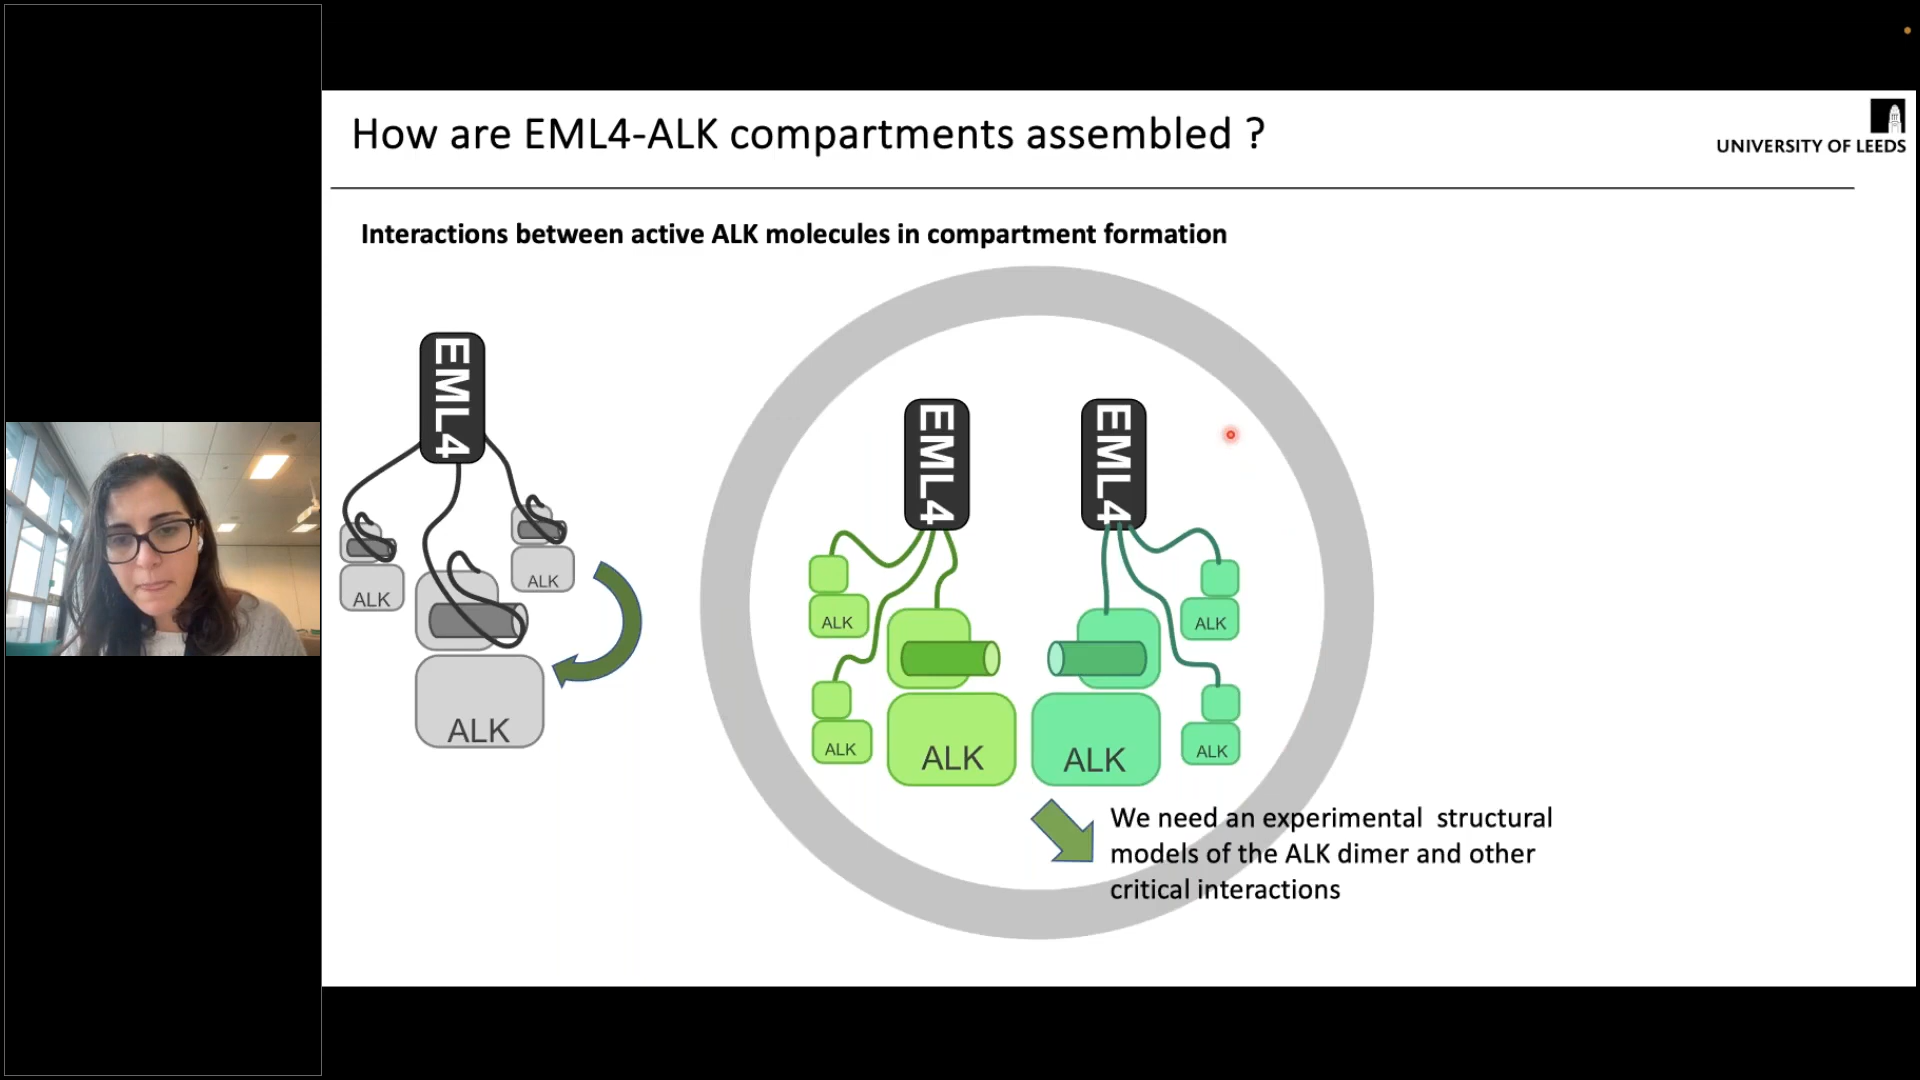 How are EML4-ALK compartments assembled ?
UNIVERSITY OF LEEDS
Interactions between active ALK molecules in compartment formation
EML4
ALK
ALK
ALK
EML4
EML4
ALK
ALK
ALK
ALK
ALK
ALK
We need an experimental structural
models of the ALK dimer and other
critical interactions